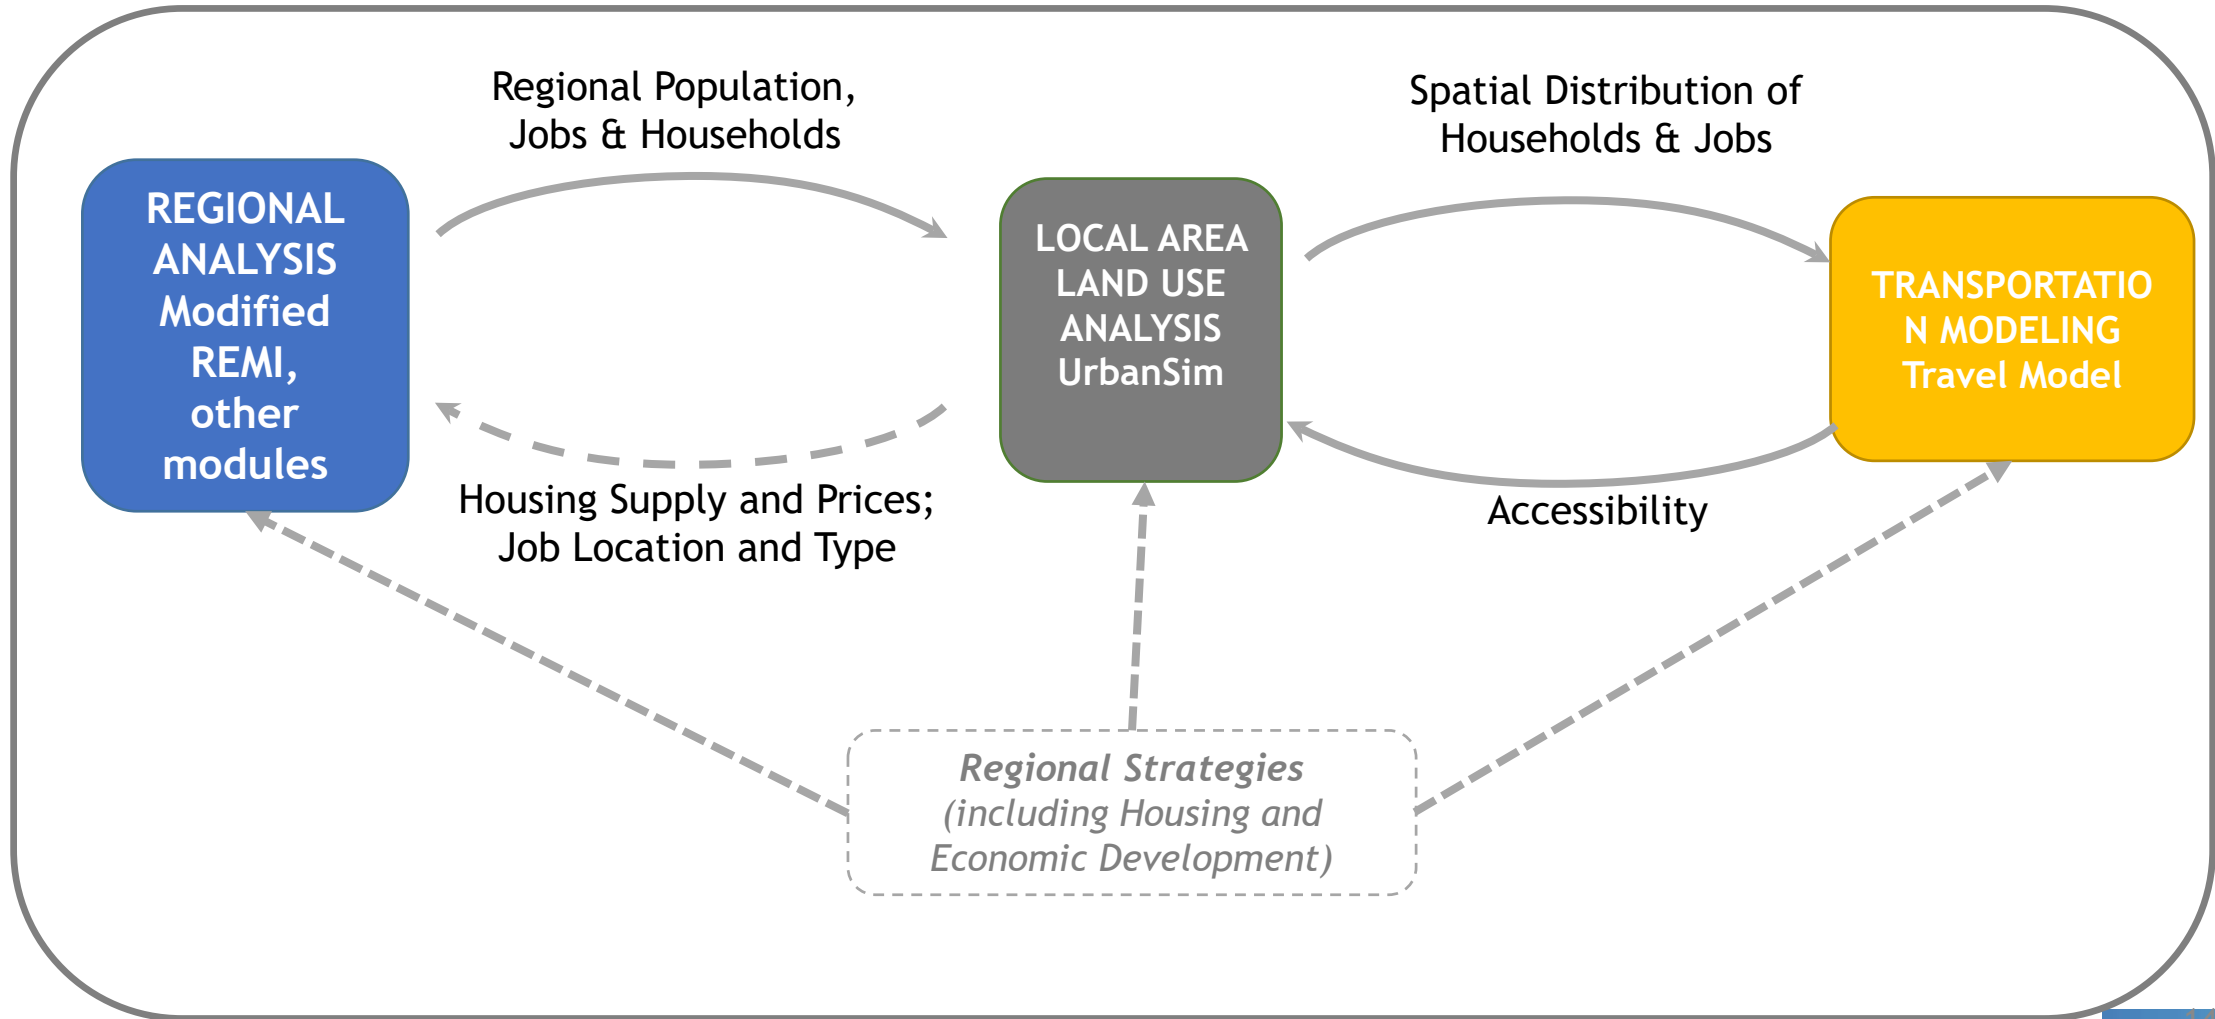 Regional Population,
Jobs & Households
Spatial Distribution of
Households & Jobs
REGIONAL
ANALYSIS
Modified
REMI,
other
modules
LOCAL AREA
LAND USE
ANALYSIS
UrbanSim
TRANSPORTATIO
N MODELING
Travel Model
Housing Supply and Prices;
Job Location and Type
Accessibility
Regional Strategies
(including Housing and
Economic Development)